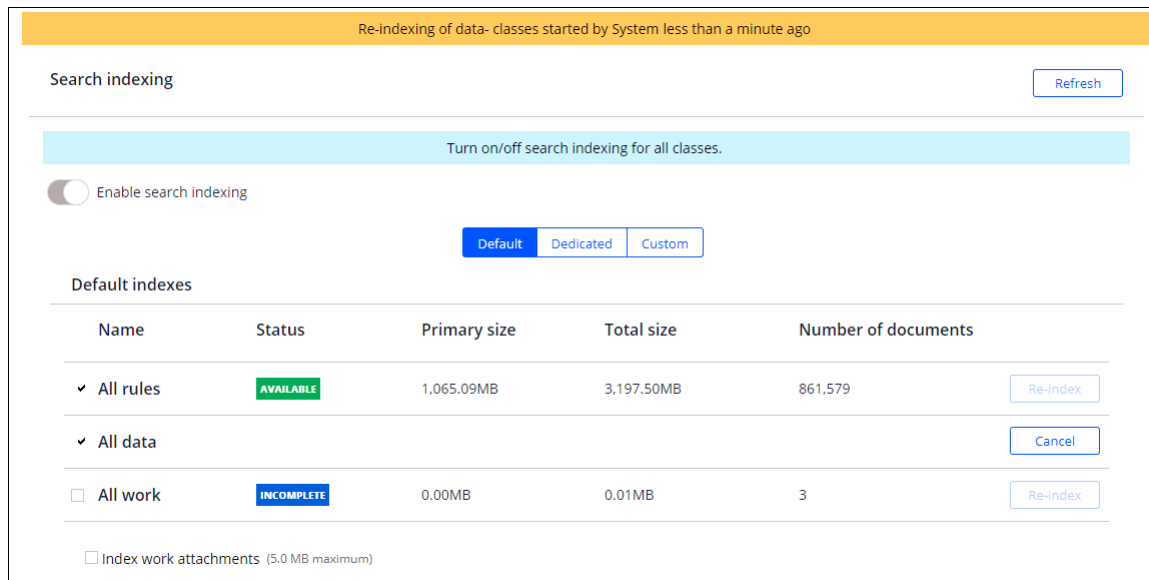 Re-indexing of data- classes started by System less than a minute ago
Search indexing
Refresh
Turn on/off search indexing for all classes.
Enable search indexing
Default Dedicated Custom
Default indexes
Name Status Primary size Total size Number of documents
All rules AVAILABLE 1,065.09MB 3,197.50MB 861,579 Re-index
All data Cancel
All work INCOMPLETE 0.00MB 0.01MB 3 Re-index
Index work attachments (5.0 MB maximum)